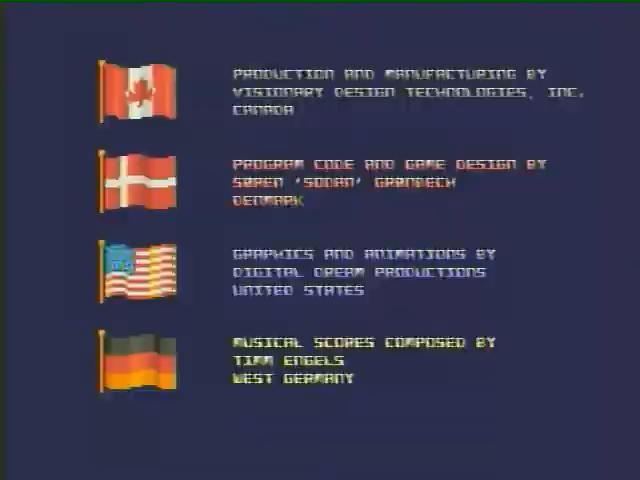 PRODUCTION AND MANUFACTURING BY
VISIONARY DESIGN TECHNOLOGIES, INC.
CANADA
PROGRAM CODE AND GAME DESIGN BY
SØREN 'SODAN' GRØNBECH
DENMARK
GRAPHICS AND ANIMATIONS BY
DIGITAL DREAM PRODUCTIONS
UNITED STATES
MUSICAL SCORES COMPOSED BY
TIMM ENGELS
WEST GERMANY